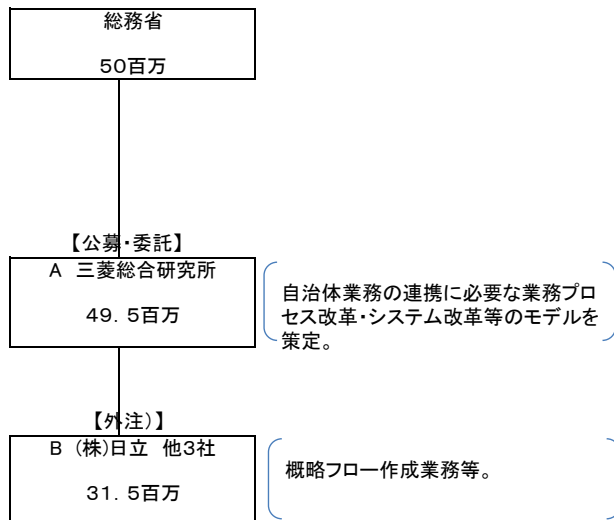 総務省
50百万
【公募・委託】
A 三菱総合研究所
49．5百万
自治体業務の連携に必要な業務プロ
セス改革・システム改革等のモデルを
策定。
【外注）】
B (株)日立 他3社
31．5百万
概略フロー作成業務等。